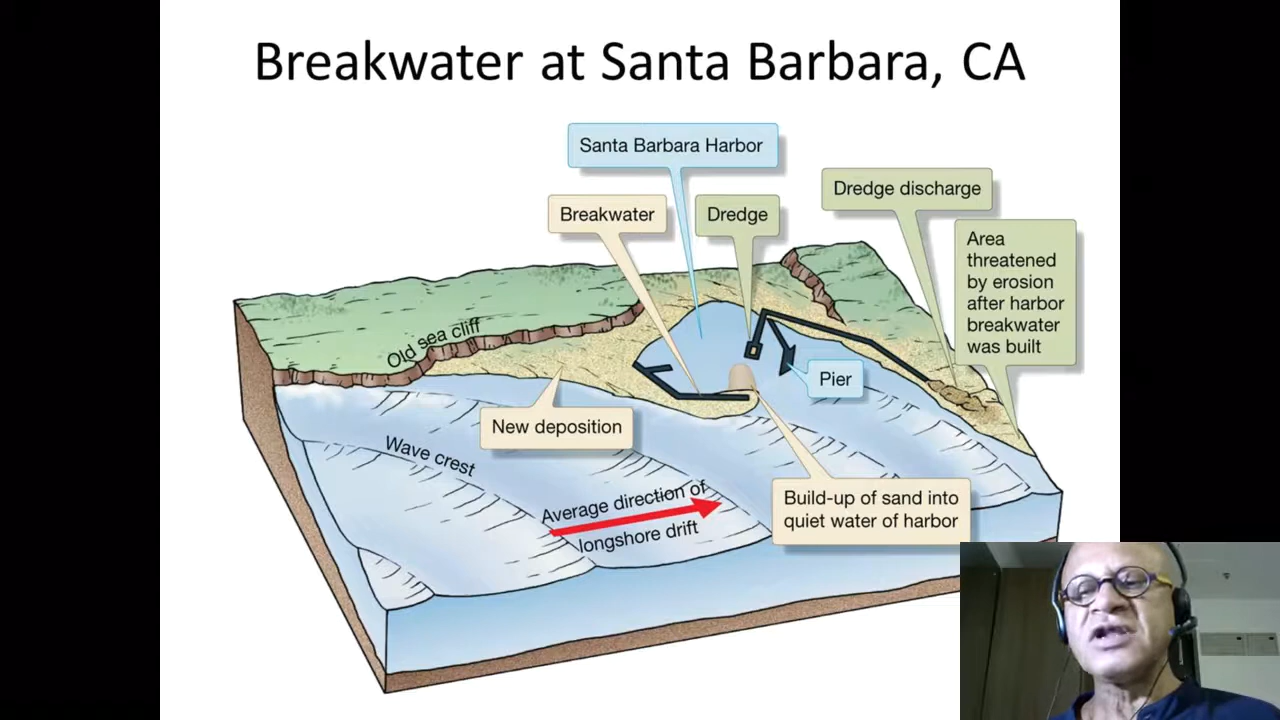 Breakwater at Santa Barbara, CA
Santa Barbara Harbor
Breakwater
Dredge
Dredge discharge
Area
threatened
by erosion
after harbor
breakwater
was built
Old sea cliff
Pier
New deposition
Wave crest
Average direction of
longshore drift
Build-up of sand into
quiet water of harbor